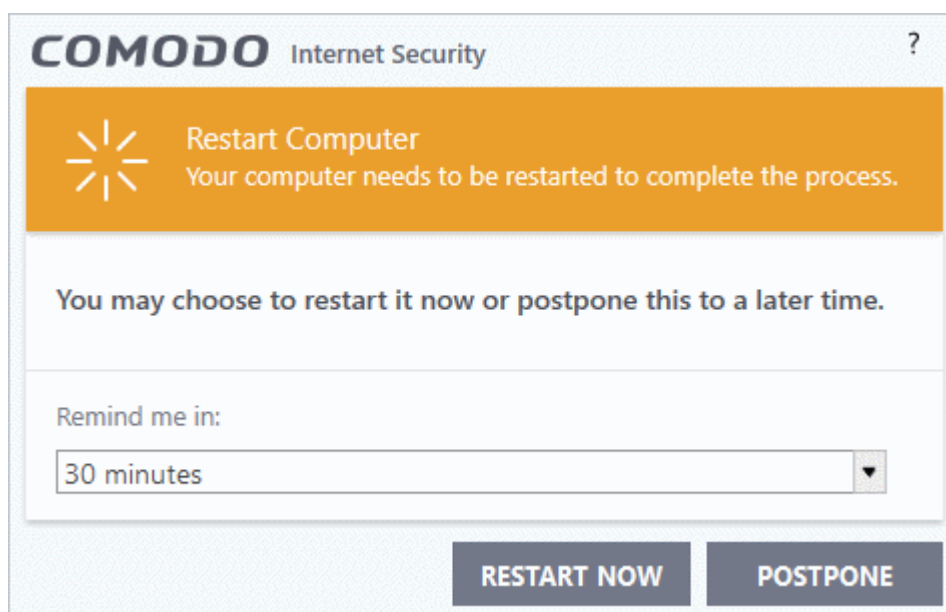 COMODO Internet Security ?
Restart Computer
Your computer needs to be restarted to complete the process.
You may choose to restart it now or postpone this to a later time.
Remind me in:
30 minutes
RESTART NOW POSTPONE